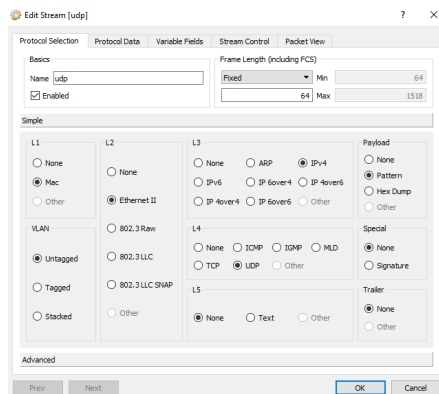 Edit Stream [udp]
? ×
Protocol Selection Protocol Data Variable Fields Stream Control Packet View
Basics
Name udp
Enabled
Frame Length (including FCS)
Fixed Min 64
64 Max 1518
Simple
L1
None
Mac
Other
VLAN
Untagged
Tagged
Stacked
L2
None
Ethernet II
802.3 Raw
802.3 LLC
802.3 LLC SNAP
Other
L3
None ARP IPv4
IPv6 IP 6over4 IP 4over6
IP 4over4 IP 6over6 Other
L4
None ICMP IGMP MLD
TCP UDP Other
L5
None Text Other
Payload
None
Pattern
Hex Dump
Other
Special
None
Signature
Trailer
None
Other
Advanced
Prev Next OK Cancel